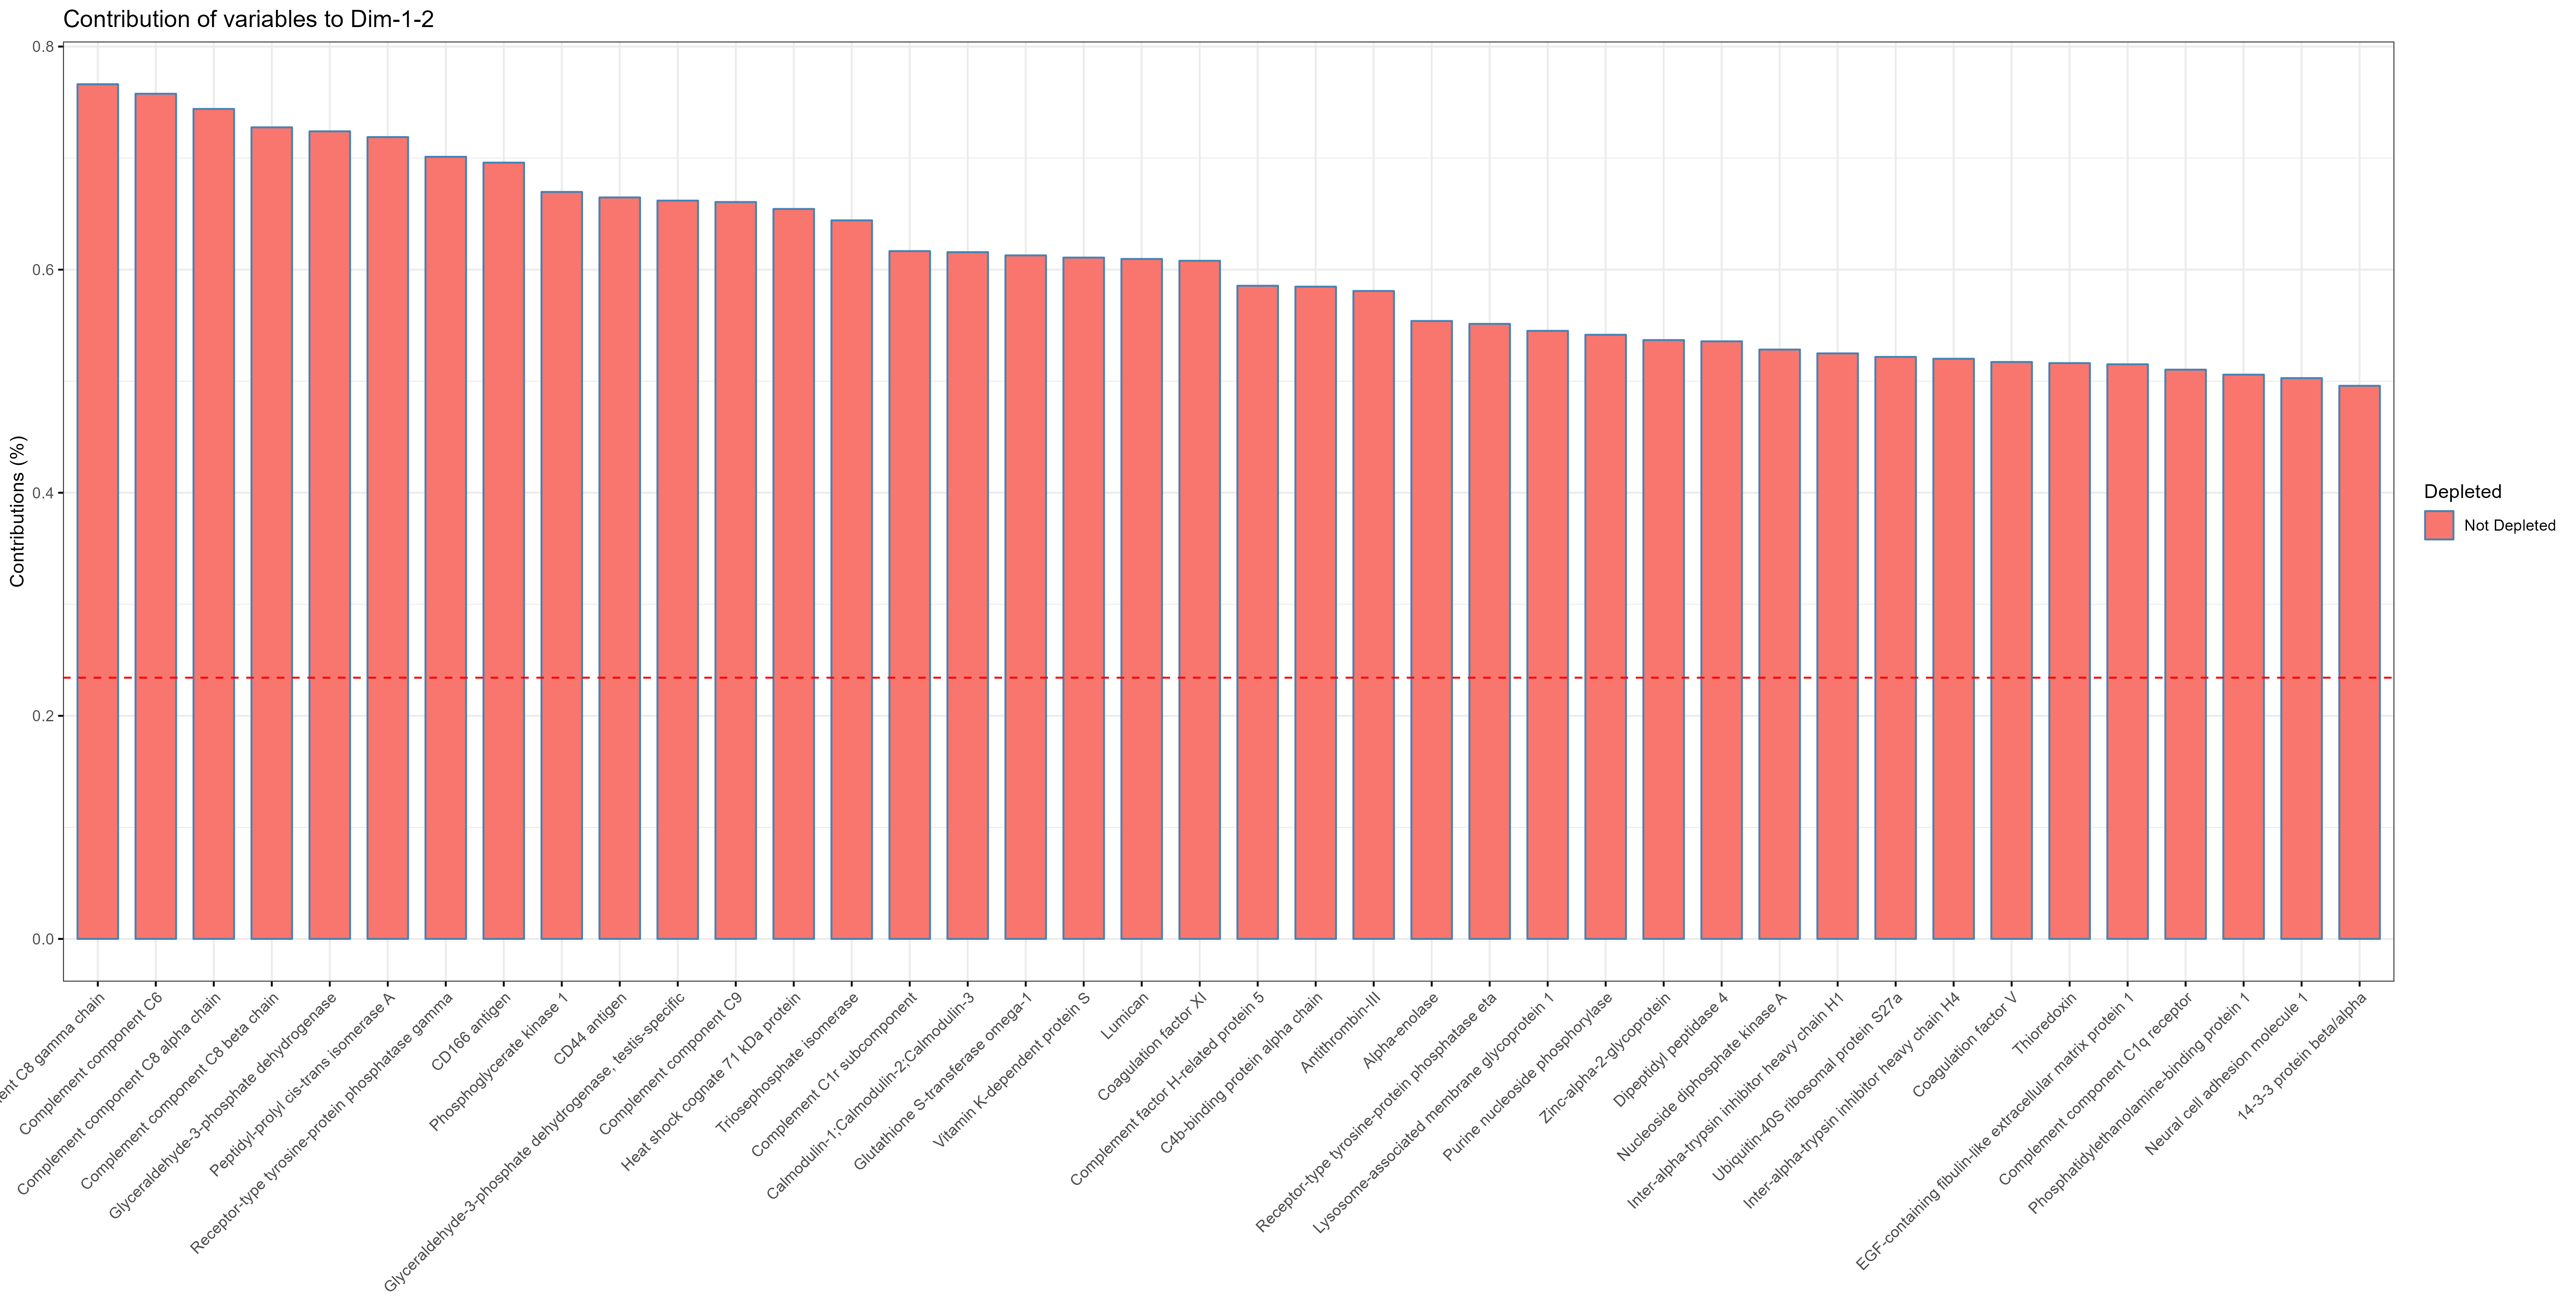 Contribution of variables to Dim-1-2
Contributions (%)
0.8
0.6
0.4
0.2
0.0
C8 gamma chain
Complement component C6
Complement component C8 alpha chain
Complement component C8 beta chain
Glyceraldehyde-3-phosphate dehydrogenase
Peptidyl-prolyl cis-trans isomerase A
Receptor-type tyrosine-protein phosphatase gamma
CD166 antigen
Phosphoglycerate kinase 1
CD44 antigen
Glyceraldehyde-3-phosphate dehydrogenase, testis-specific
Complement component C9
Heat shock cognate 71 kDa protein
Triosephosphate isomerase
Complement C1r subcomponent
Calmodulin-1;Calmodulin-2;Calmodulin-3
Glutathione S-transferase omega-1
Vitamin K-dependent protein S
Lumican
Coagulation factor XI
Complement factor H-related protein 5
C4b-binding protein alpha chain
Antithrombin-III
Alpha-enolase
Receptor-type tyrosine-protein phosphatase eta
Lysosome-associated membrane glycoprotein 1
Purine nucleoside phosphorylase
Zinc-alpha-2-glycoprotein
Dipeptidyl peptidase 4
Nucleoside diphosphate kinase A
Inter-alpha-trypsin inhibitor heavy chain H1
Ubiquitin-40S ribosomal protein S27a
Inter-alpha-trypsin inhibitor heavy chain H4
Coagulation factor V
Thioredoxin
EGF-containing fibulin-like extracellular matrix protein 1
Complement component C1q receptor
Phosphatidylethanolamine-binding protein 1
Neural cell adhesion molecule 1
14-3-3 protein beta/alpha
Depleted
Not Depleted